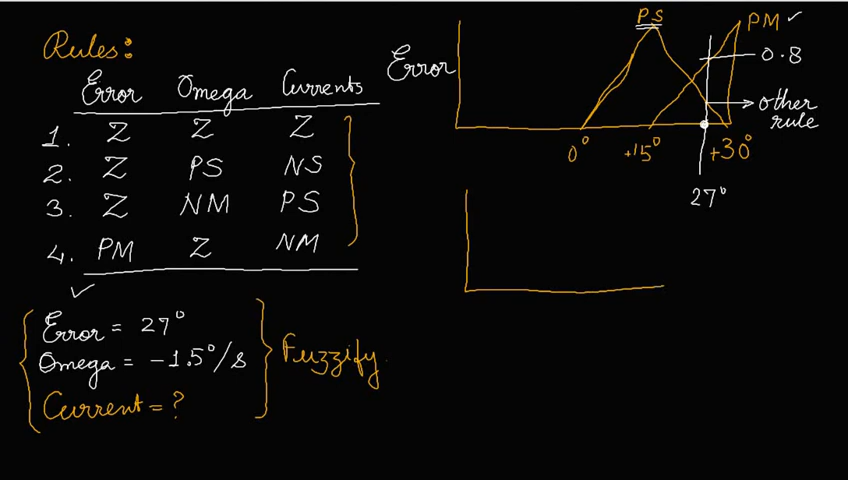 Rules:
Error Omega Currents
1. Z Z Z
2. Z PS NS
3. Z NM PS
4. PM Z NM
Error = 27°
Omega = -1.5°/s
Current = ?
Fuzzify
Error
PS
PM
0.8
other
rule
0° +15° +30°
27°